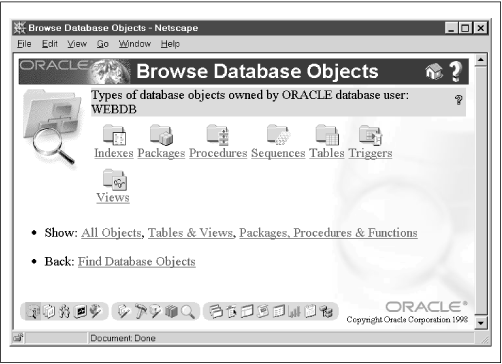 Browse Database Objects - Netscape
File Edit View Go Window Help
ORACLE Browse Database Objects ?
Types of database objects owned by ORACLE database user: ?
WEBDB
Indexes Packages Procedures Sequences Tables Triggers
Views
• Show: All Objects, Tables & Views, Packages, Procedures & Functions
• Back: Find Database Objects
ORACLE®
Copyright Oracle Corporation 1998
Document: Done